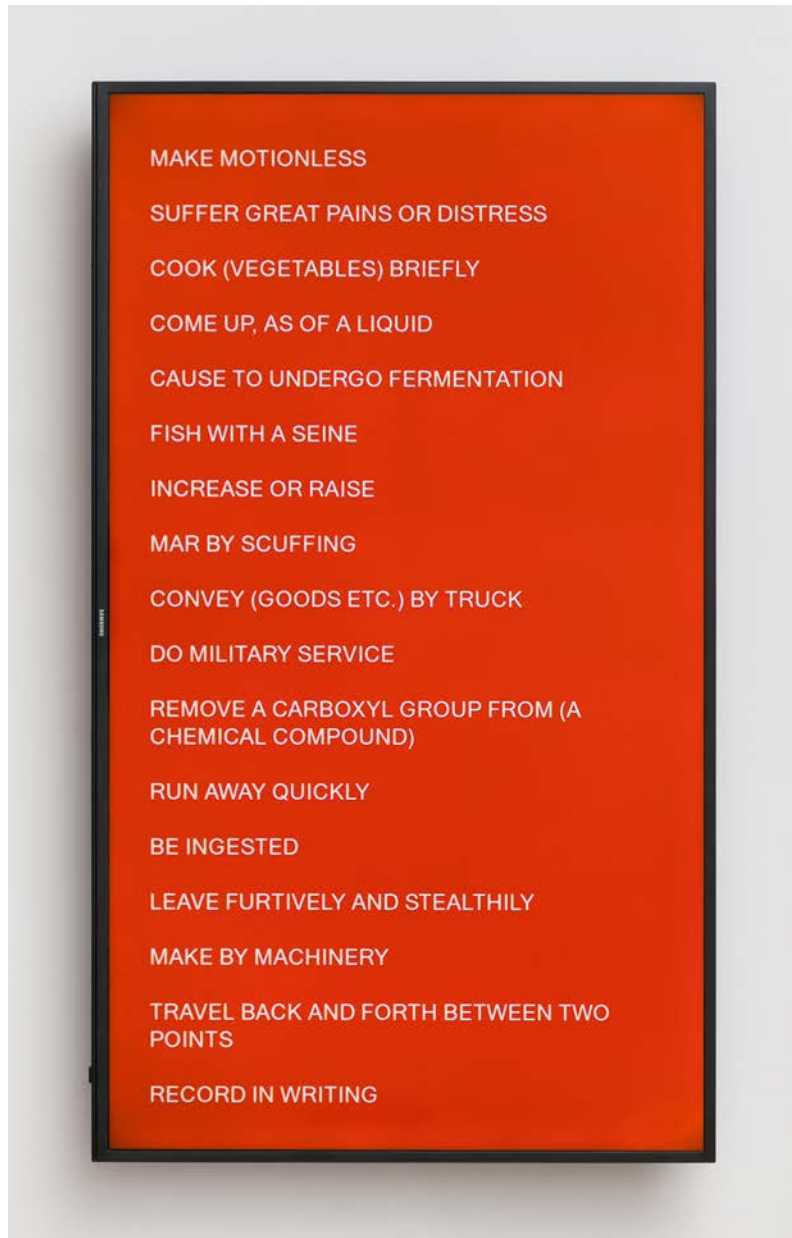 MAKE MOTIONLESS
SUFFER GREAT PAINS OR DISTRESS
COOK (VEGETABLES) BRIEFLY
COME UP, AS OF A LIQUID
CAUSE TO UNDERGO FERMENTATION
FISH WITH A SEINE
INCREASE OR RAISE
MAR BY SCUFFING
CONVEY (GOODS ETC.) BY TRUCK
DO MILITARY SERVICE
REMOVE A CARBOXYL GROUP FROM (A
CHEMICAL COMPOUND)
RUN AWAY QUICKLY
BE INGESTED
LEAVE FURTIVELY AND STEALTHILY
MAKE BY MACHINERY
TRAVEL BACK AND FORTH BETWEEN TWO
POINTS
RECORD IN WRITING
SAMSUNG